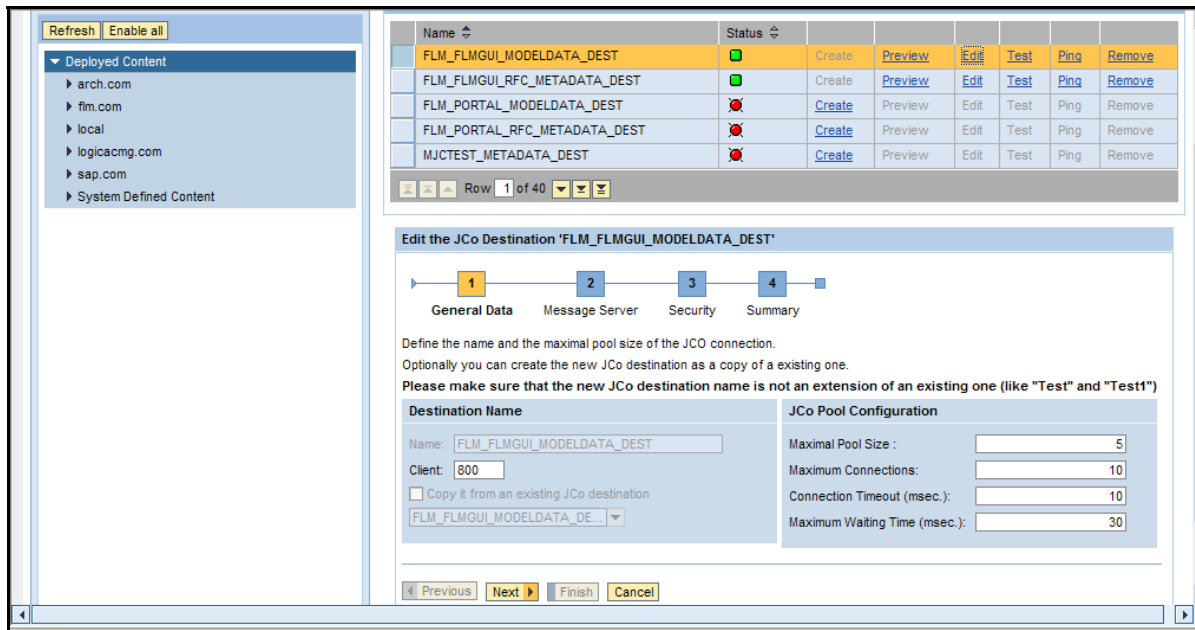 Refresh Enable all
Deployed Content
arch.com
flm.com
local
logicacmg.com
sap.com
System Defined Content
Name Status
FLM_FLMGUI_MODELDATA_DEST Create Preview Edit Test Ping Remove
FLM_FLMGUI_RFC_METADATA_DEST Create Preview Edit Test Ping Remove
FLM_PORTAL_MODELDATA_DEST Create Preview Edit Test Ping Remove
FLM_PORTAL_RFC_METADATA_DEST Create Preview Edit Test Ping Remove
MJCTEST_METADATA_DEST Create Preview Edit Test Ping Remove
Row 1 of 40
Edit the JCo Destination 'FLM_FLMGUI_MODELDATA_DEST'
1 2 3 4
General Data Message Server Security Summary
Define the name and the maximal pool size of the JCO connection.
Optionally you can create the new JCo destination as a copy of a existing one.
Please make sure that the new JCo destination name is not an extension of an existing one (like "Test" and "Test1")
Destination Name
Name: FLM_FLMGUI_MODELDATA_DEST
Client: 800
Copy it from an existing JCo destination
FLM_FLMGUI_MODELDATA_DE...
JCo Pool Configuration
Maximal Pool Size : 5
Maximum Connections: 10
Connection Timeout (msec.): 10
Maximum Waiting Time (msec.): 30
Previous Next Finish Cancel